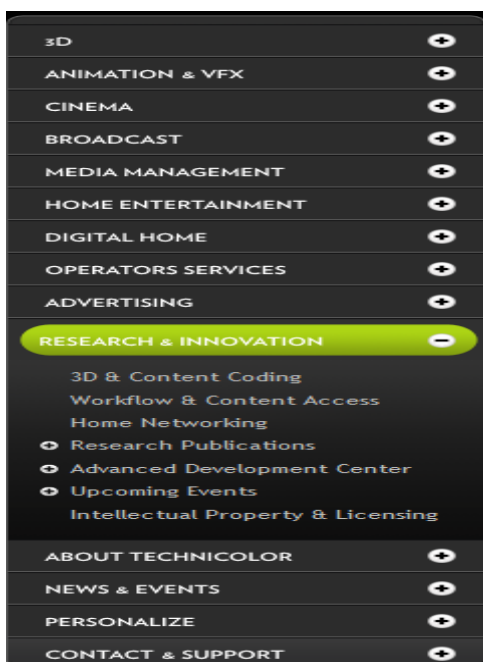 3D
ANIMATION & VFX
CINEMA
BROADCAST
MEDIA MANAGEMENT
HOME ENTERTAINMENT
DIGITAL HOME
OPERATORS SERVICES
ADVERTISING
RESEARCH & INNOVATION
3D & Content Coding
Workflow & Content Access
Home Networking
Research Publications
Advanced Development Center
Upcoming Events
Intellectual Property & Licensing
ABOUT TECHNICOLOR
NEWS & EVENTS
PERSONALIZE
CONTACT & SUPPORT